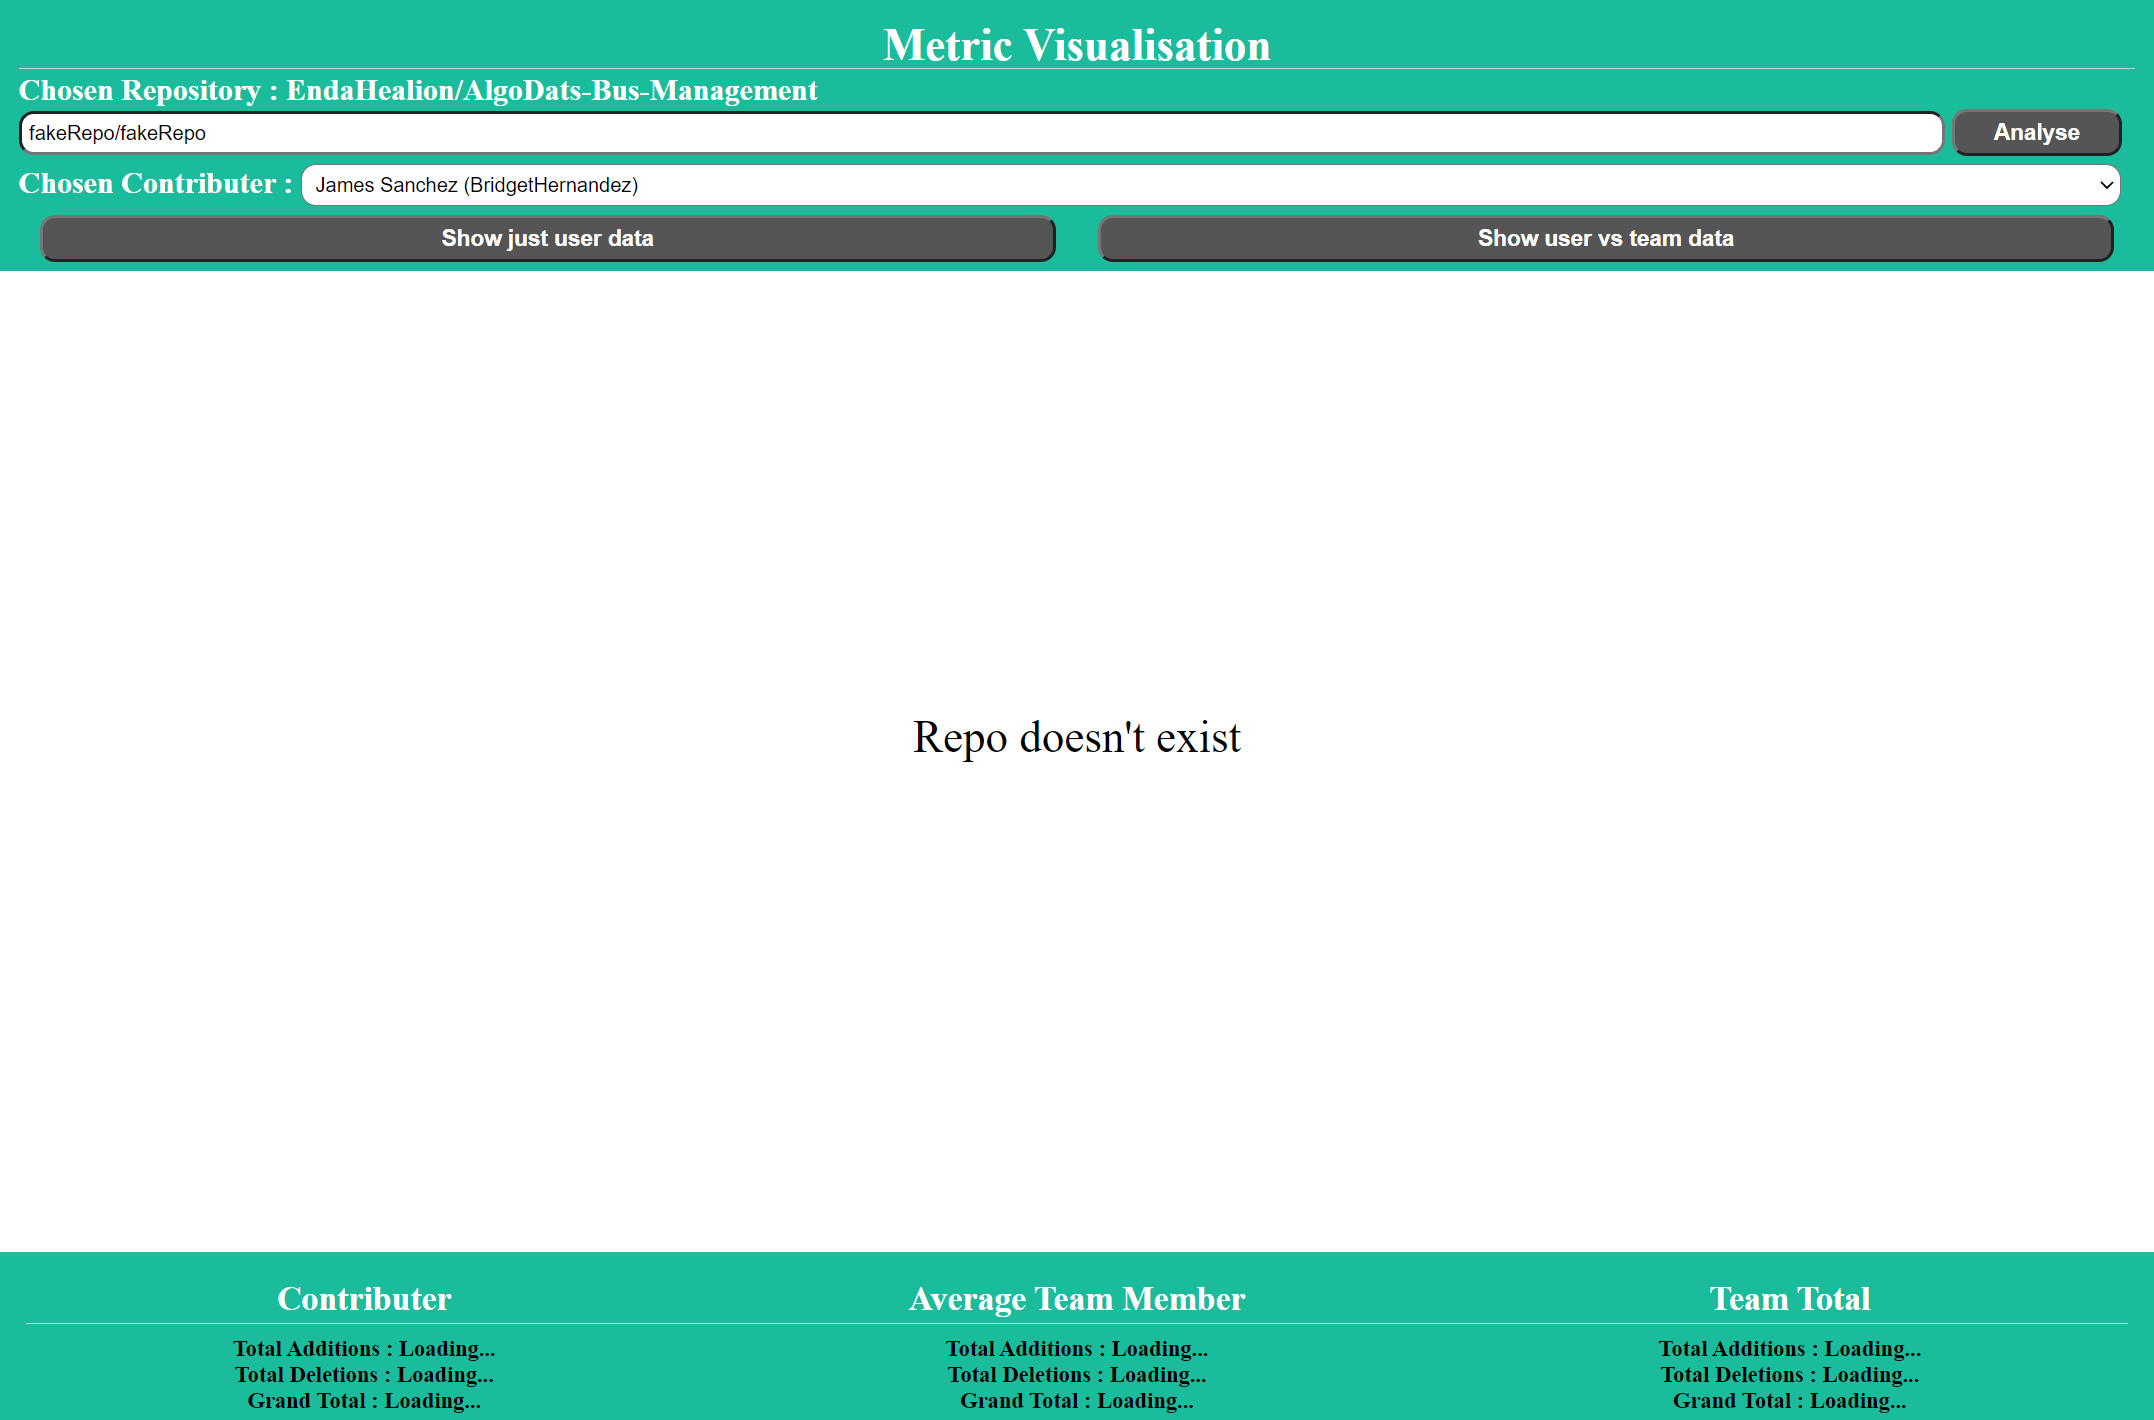 Metric Visualisation
Chosen Repository : EndaHealion/AlgoDats-Bus-Management
fakeRepo/fakeRepo
Analyse
Chosen Contributer :
James Sanchez (BridgetHernandez)
Show just user data
Show user vs team data
Repo doesn't exist
Contributer
Total Additions : Loading...
Total Deletions : Loading...
Grand Total : Loading...
Average Team Member
Total Additions : Loading...
Total Deletions : Loading...
Grand Total : Loading...
Team Total
Total Additions : Loading...
Total Deletions : Loading...
Grand Total : Loading...